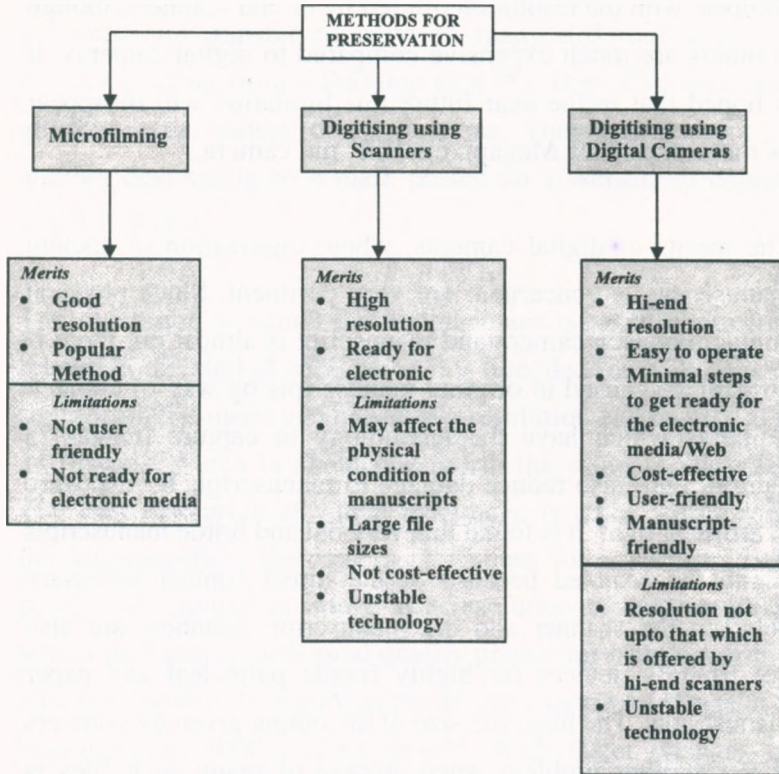 METHODS FOR
PRESERVATION
Microfilming
Digitising using
Scanners
Digitising using
Digital Cameras
Merits
• Good
resolution
• Popular
Method
Limitations
• Not user
friendly
• Not ready for
electronic media
Merits
• High
resolution
• Ready for
electronic
Limitations
• May affect the
physical
condition of
manuscripts
• Large file
sizes
• Not cost-effective
• Unstable
technology
Merits
• Hi-end
resolution
• Easy to operate
• Minimal steps
to get ready for
the electronic
media/Web
• Cost-effective
• User-friendly
• Manuscript-
friendly
Limitations
• Resolution not
upto that which
is offered by
hi-end scanners
• Unstable
technology